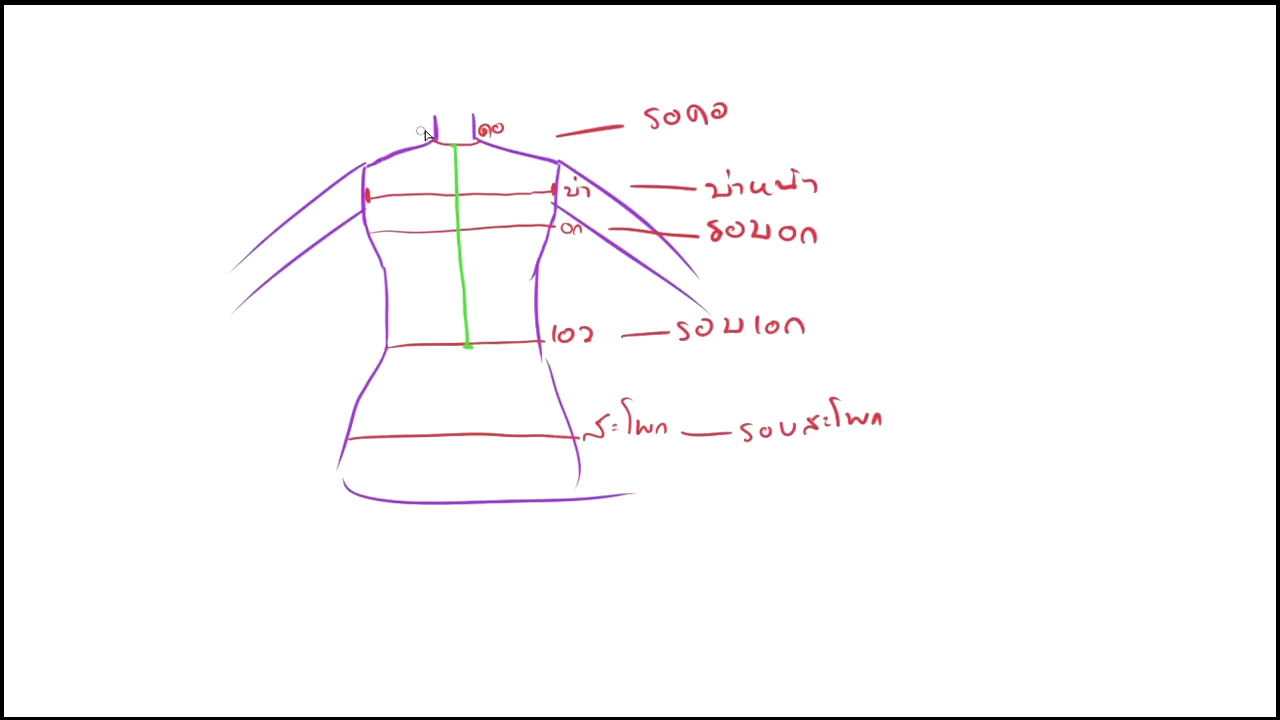 คอ รอคอ
บ่า บ่าหน้า
อก รอบอก
เอว รอบเอก
สะโพก รอบสะโพก